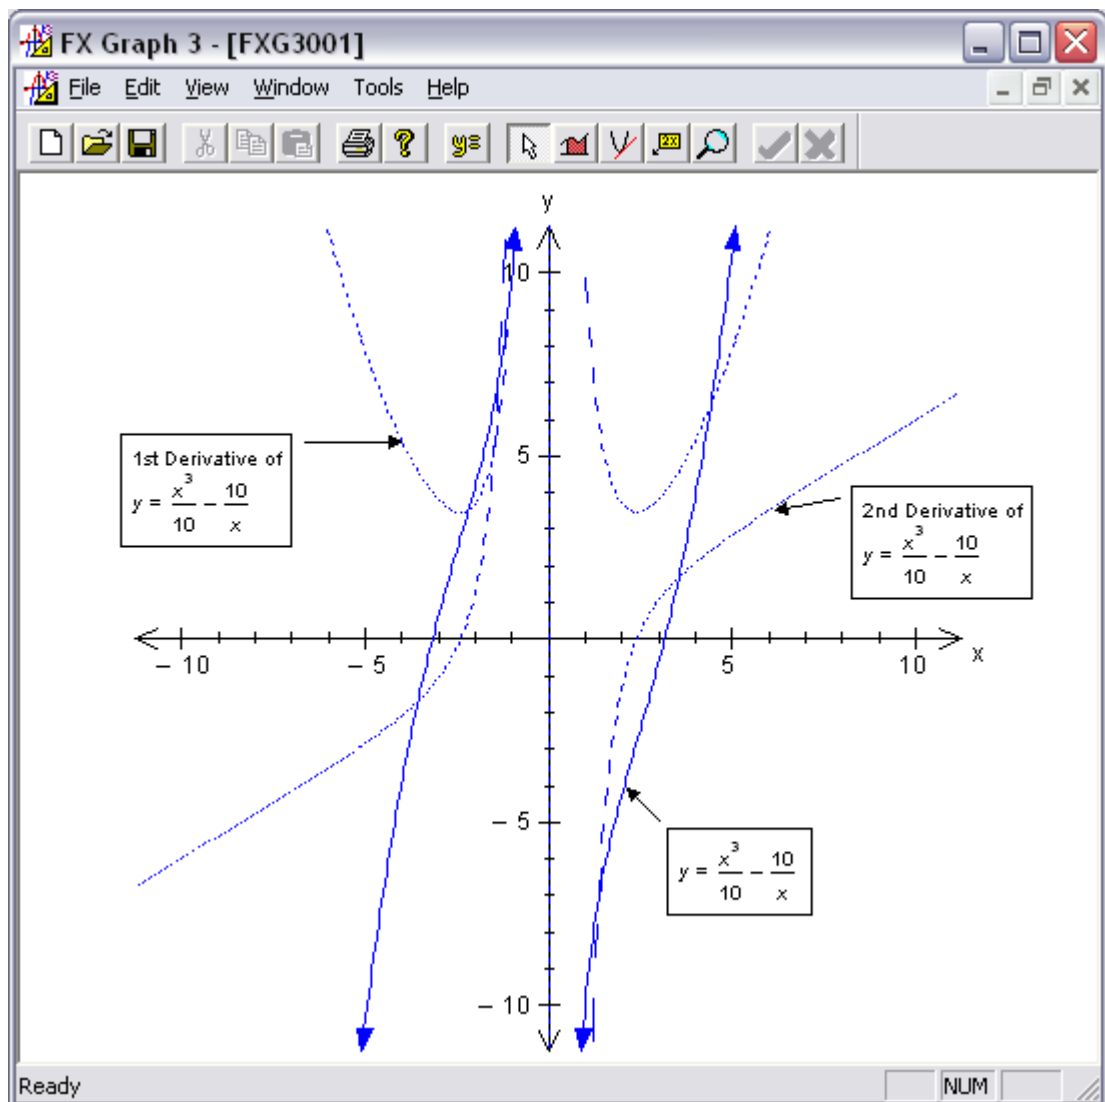 FX Graph 3 - [FXG3001]
File Edit View Window Tools Help
y= 2x
y
10
5
– 10 – 5 5 10 x
– 5
– 10
1st Derivative of
y = x³/10 – 10/x
2nd Derivative of
y = x³/10 – 10/x
y = x³/10 – 10/x
Ready NUM